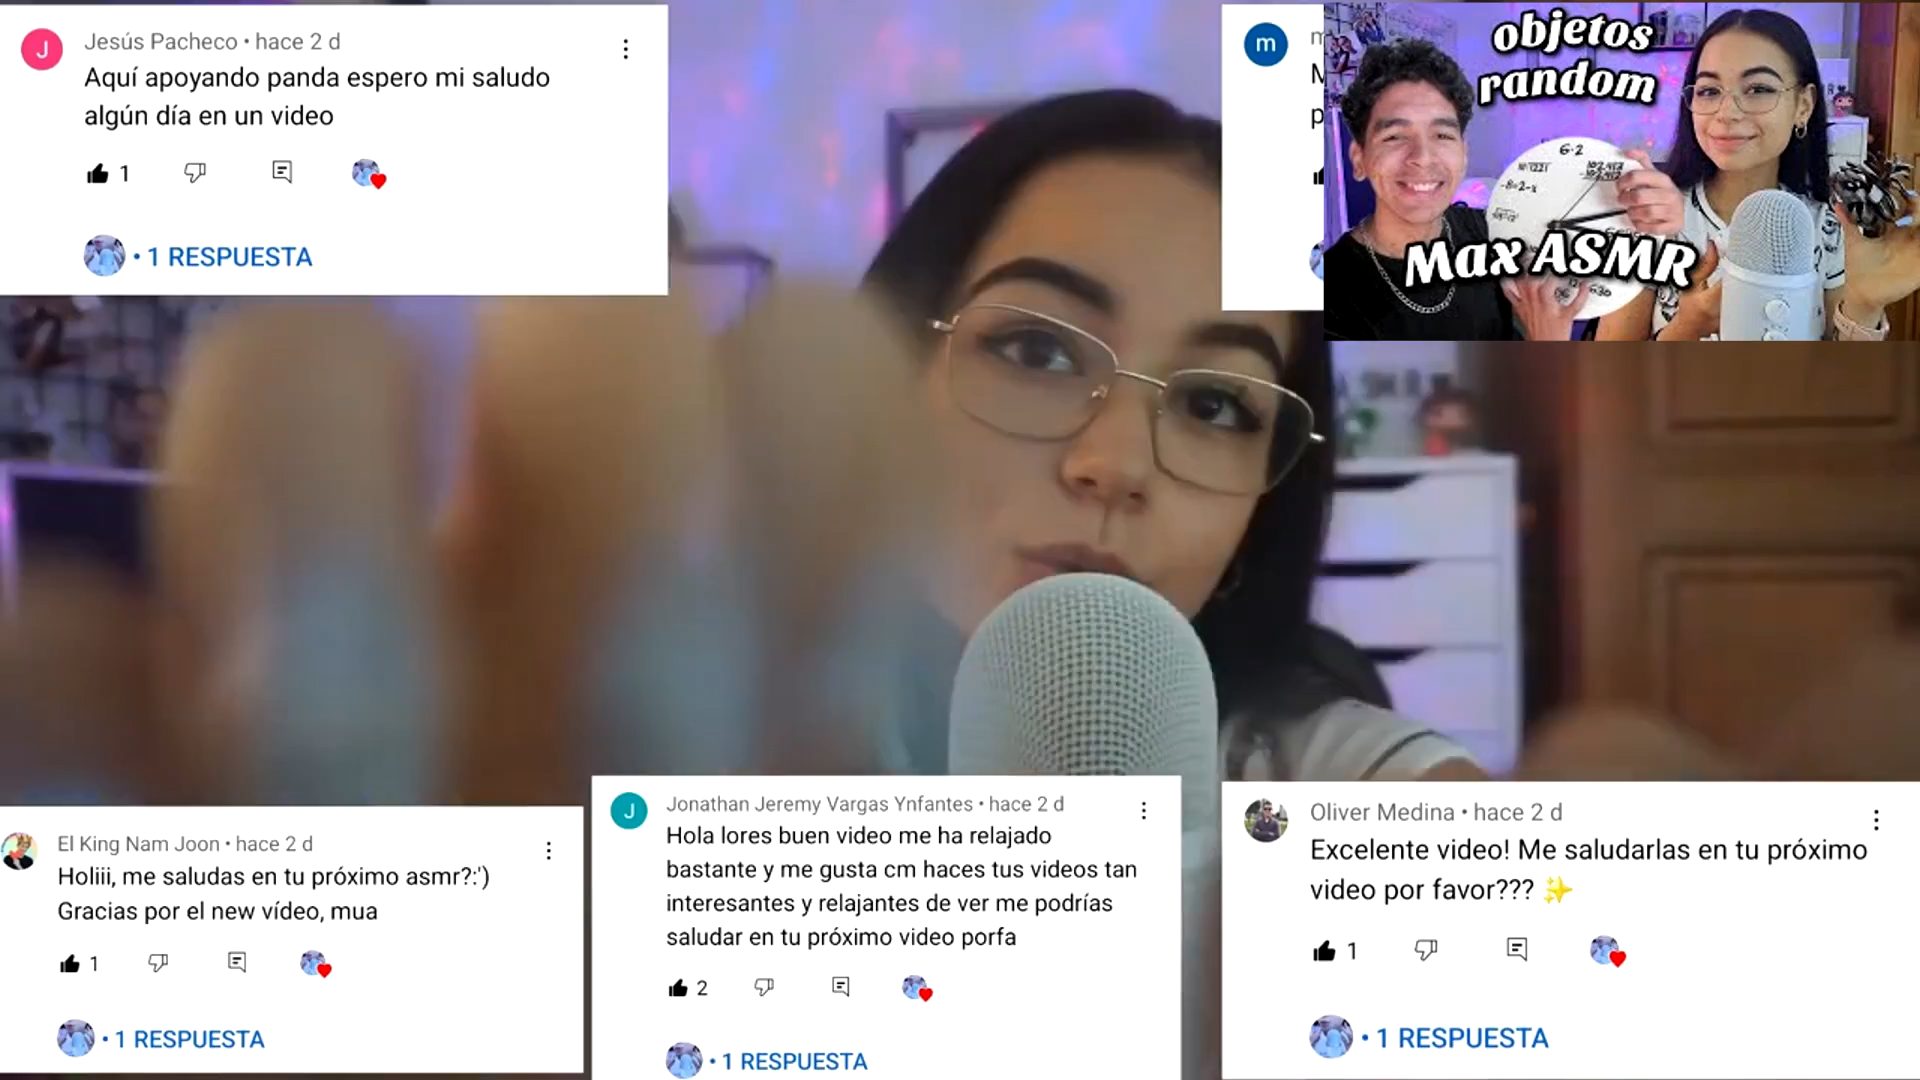 J
Jesús Pacheco • hace 2 d
Aquí apoyando panda espero mi saludo
algún día en un video
1
• 1 RESPUESTA
m
objetos
random
6·2
Max ASMR
El King Nam Joon • hace 2 d
Holiii, me saludas en tu próximo asmr?:')
Gracias por el new vídeo, mua
1
• 1 RESPUESTA
J
Jonathan Jeremy Vargas Ynfantes • hace 2 d
Hola lores buen video me ha relajado
bastante y me gusta cm haces tus videos tan
interesantes y relajantes de ver me podrías
saludar en tu próximo video porfa
2
• 1 RESPUESTA
Oliver Medina • hace 2 d
Excelente video! Me saludarlas en tu próximo
video por favor??? ✨
1
• 1 RESPUESTA